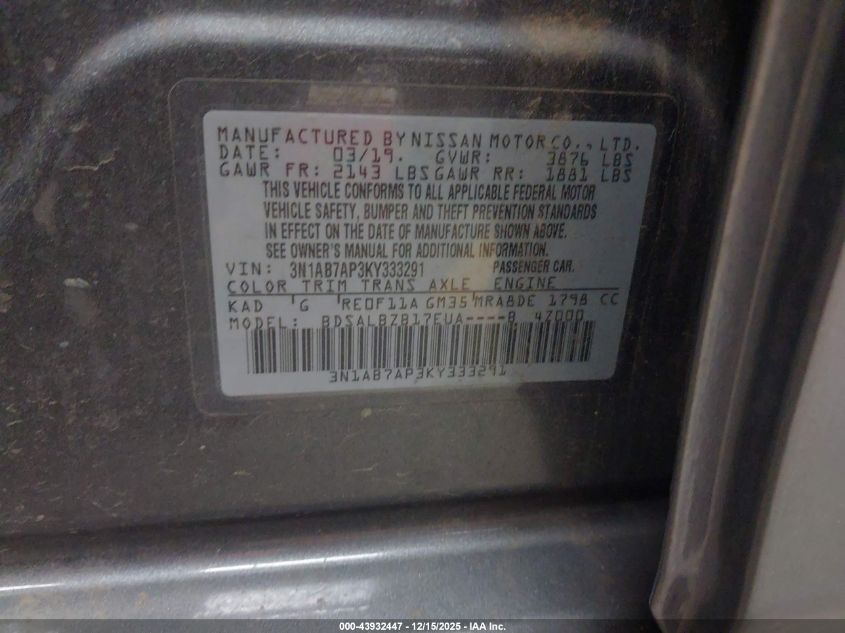 MANUFACTURED BY NISSAN MOTOR CO., LTD.
DATE: 03/19. GVWR: 3876 LBS
GAWR FR: 2143 LBS GAWR RR: 1881 LBS
THIS VEHICLE CONFORMS TO ALL APPLICABLE FEDERAL MOTOR
VEHICLE SAFETY, BUMPER AND THEFT PREVENTION STANDARDS
IN EFFECT ON THE DATE OF MANUFACTURE SHOWN ABOVE.
SEE OWNER'S MANUAL FOR ADDITIONAL INFORMATION.
VIN: 3N1AB7AP3KY333291 PASSENGER CAR.
COLOR TRIM TRANS AXLE ENGINE
KAD G RE0F11A GM35 MRA8DE 1798 CC
MODEL: BDSALBZB17EUA----B 4Z000
3N1AB7AP3KY333291
000-43932447 • 12/15/2025 - IAA Inc.